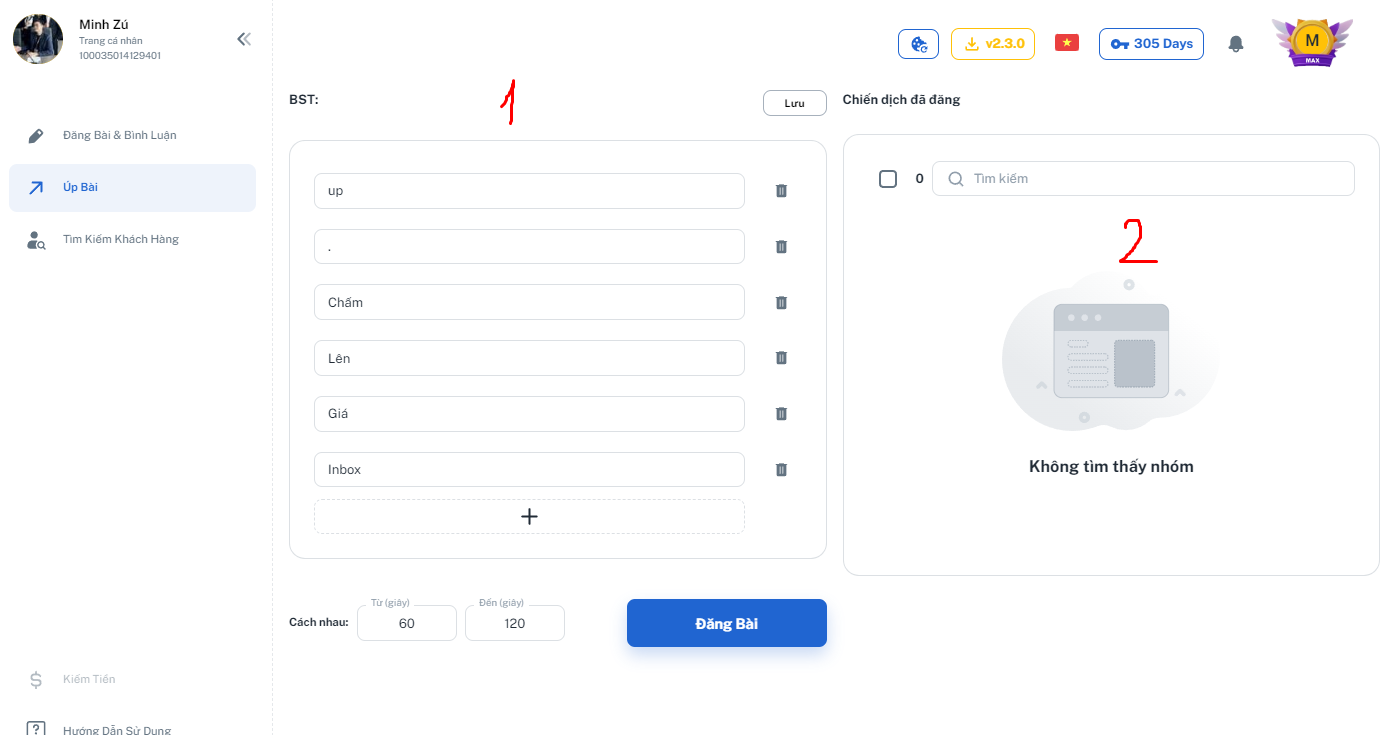 Minh Zú
Trang cá nhân
100035014129401
Đăng Bài & Bình Luận
Úp Bài
Tìm Kiếm Khách Hàng
Kiếm Tiền
Hướng Dẫn Sử Dụng
v2.3.0
305 Days
M
MAX
BST:
1
Lưu
up
.
Chấm
Lên
Giá
Inbox
Cách nhau:
Từ (giây)
60
Đến (giây)
120
Đăng Bài
Chiến dịch đã đăng
0
Tìm kiếm
2
Không tìm thấy nhóm